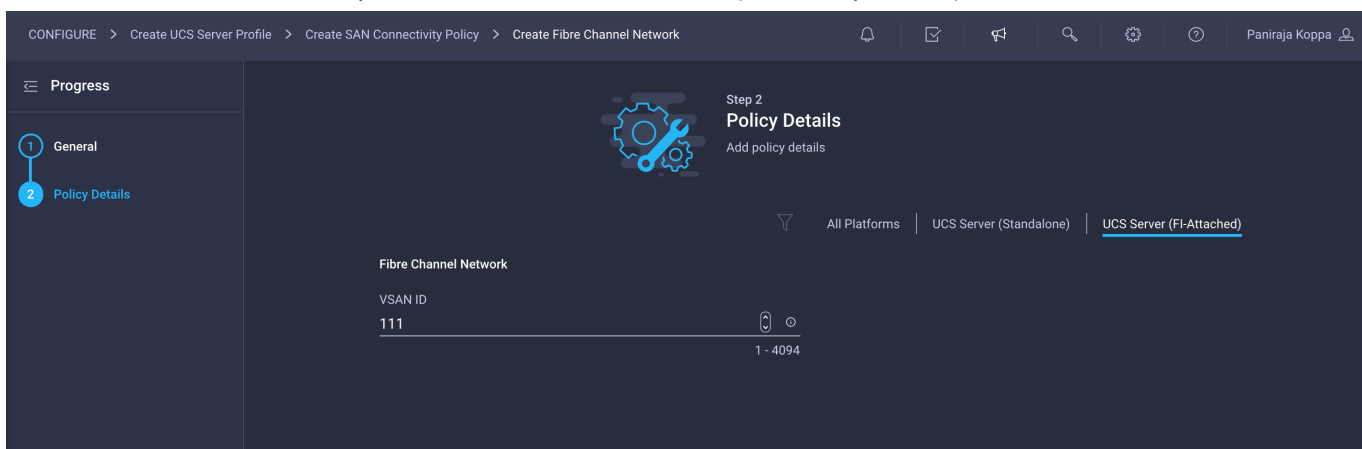 CONFIGURE > Create UCS Server Profile > Create SAN Connectivity Policy > Create Fibre Channel Network Paniraja Koppa
Progress
1 General
2 Policy Details
Step 2
Policy Details
Add policy details
All Platforms | UCS Server (Standalone) | UCS Server (FI-Attached)
Fibre Channel Network
VSAN ID
111
1 - 4094